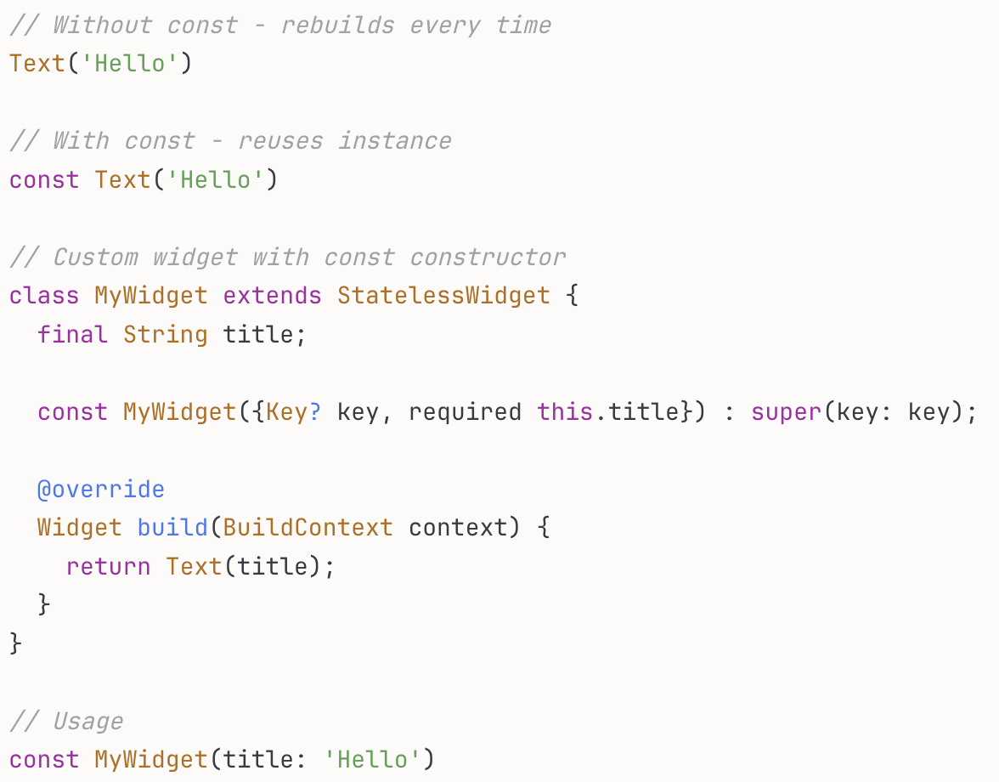 // Without const - rebuilds every time
Text('Hello')
// With const - reuses instance
const Text('Hello')
// Custom widget with const constructor
class MyWidget extends StatelessWidget {
  final String title;
  const MyWidget({Key? key, required this.title}) : super(key: key);
  @override
  Widget build(BuildContext context) {
    return Text(title);
  }
}
// Usage
const MyWidget(title: 'Hello')